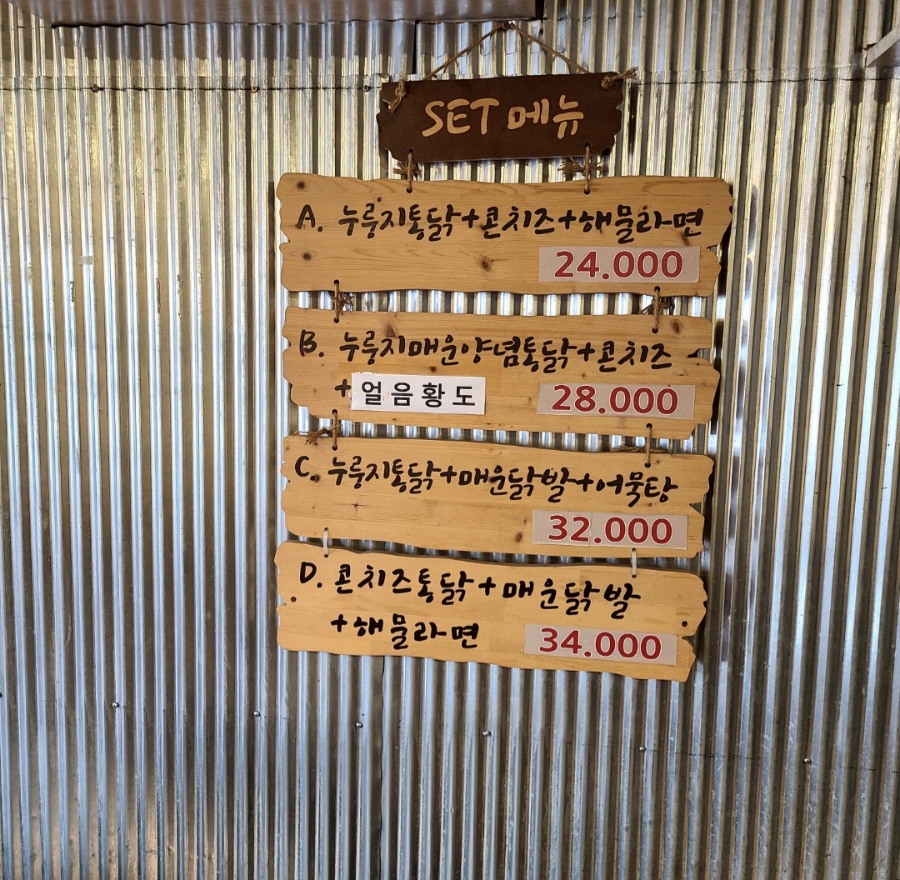 SET 메뉴
A. 누룽지통닭+콘치즈+해물라면
24.000
B. 누룽지매운양념통닭+콘치즈
+얼음황도 28.000
C. 누룽지통닭+매운닭발+어묵탕
32.000
D. 콘치즈통닭+매운닭발
+해물라면 34.000